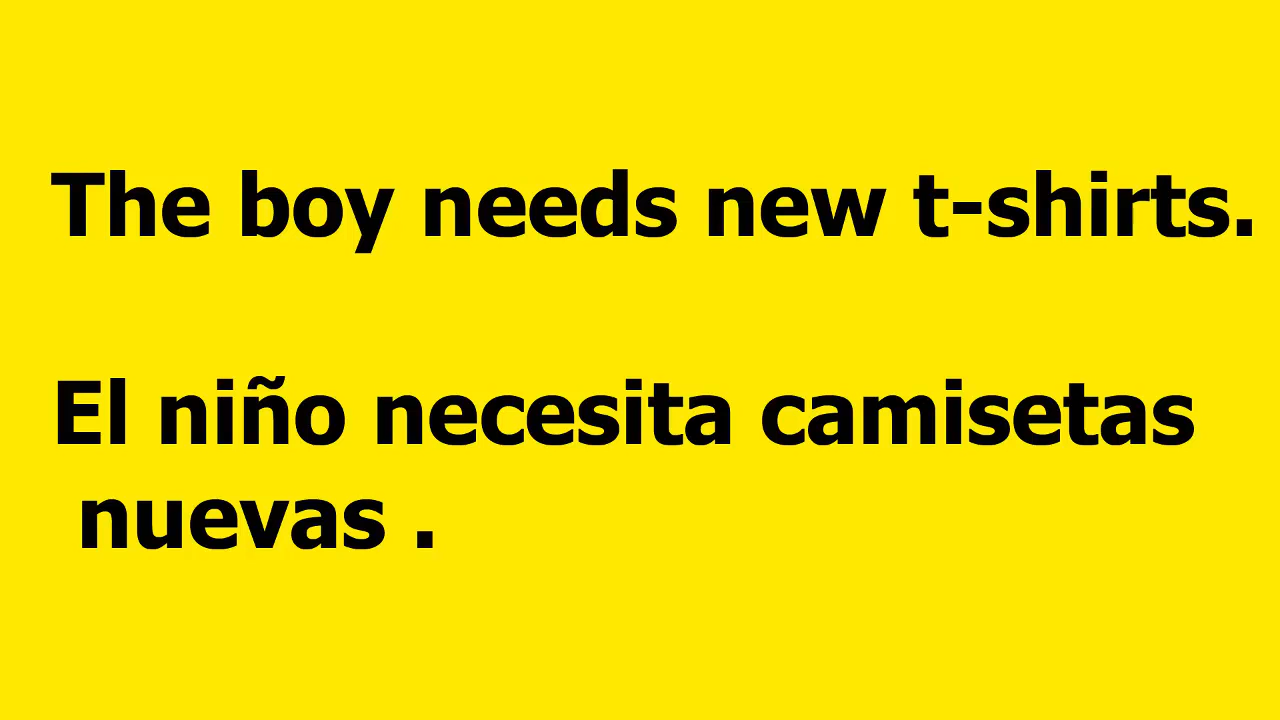 The boy needs new t-shirts.
El niño necesita camisetas
nuevas .